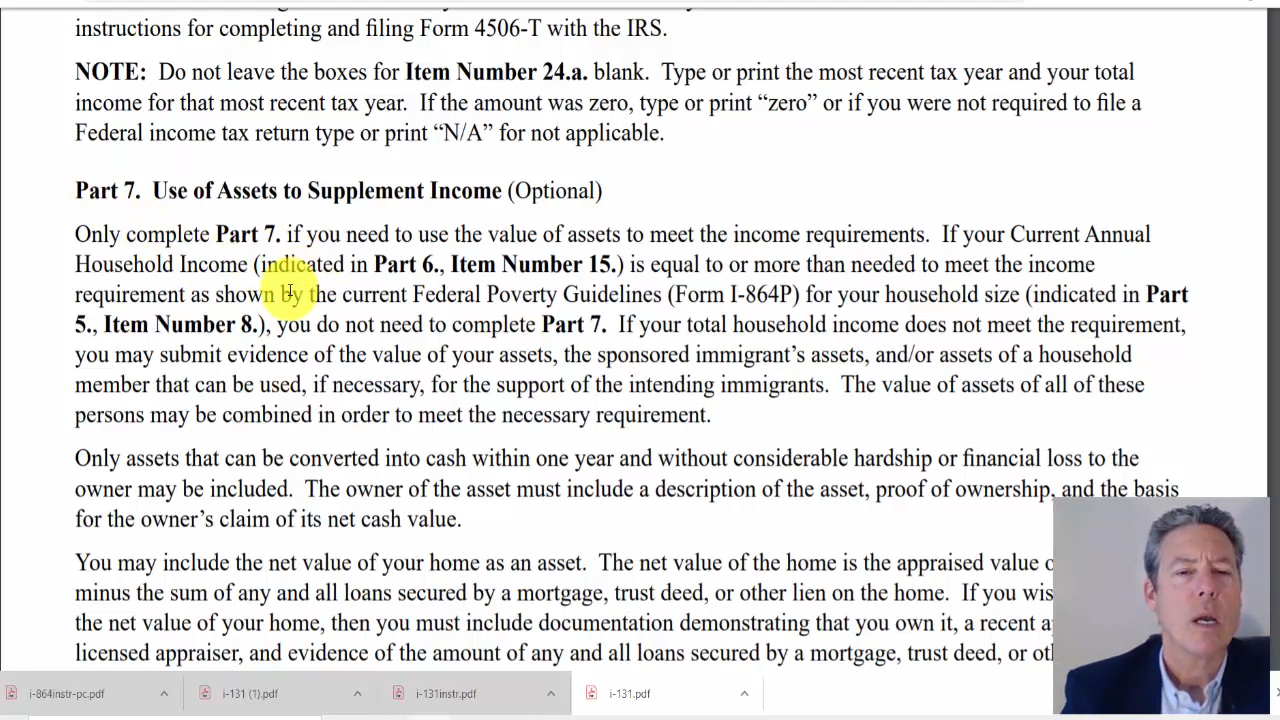 instructions for completing and filing Form 4506-T with the IRS.
NOTE: Do not leave the boxes for Item Number 24.a. blank. Type or print the most recent tax year and your total
income for that most recent tax year. If the amount was zero, type or print “zero” or if you were not required to file a
Federal income tax return type or print “N/A” for not applicable.
Part 7. Use of Assets to Supplement Income (Optional)
Only complete Part 7. if you need to use the value of assets to meet the income requirements. If your Current Annual
Household Income (indicated in Part 6., Item Number 15.) is equal to or more than needed to meet the income
requirement as shown by the current Federal Poverty Guidelines (Form I-864P) for your household size (indicated in Part
5., Item Number 8.), you do not need to complete Part 7. If your total household income does not meet the requirement,
you may submit evidence of the value of your assets, the sponsored immigrant’s assets, and/or assets of a household
member that can be used, if necessary, for the support of the intending immigrants. The value of assets of all of these
persons may be combined in order to meet the necessary requirement.
Only assets that can be converted into cash within one year and without considerable hardship or financial loss to the
owner may be included. The owner of the asset must include a description of the asset, proof of ownership, and the basis
for the owner’s claim of its net cash value.
You may include the net value of your home as an asset. The net value of the home is the appraised value
minus the sum of any and all loans secured by a mortgage, trust deed, or other lien on the home. If you
the net value of your home, then you must include documentation demonstrating that you own it, a recent
licensed appraiser, and evidence of the amount of any and all loans secured by a mortgage, trust deed, or
i-864instr-pc.pdf
i-131 (1).pdf
i-131instr.pdf
i-131.pdf